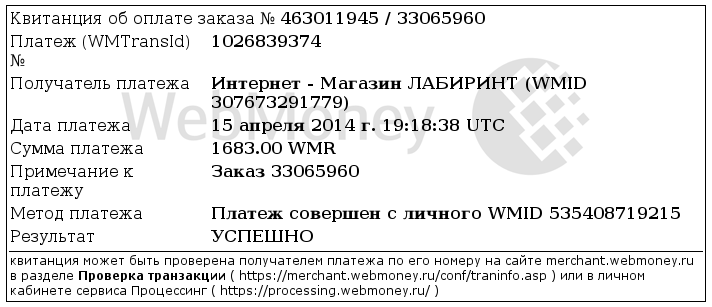 Квитанция об оплате заказа № 463011945 / 33065960
Платеж (WMTransId) 1026839374
№
Получатель платежа Интернет - Магазин ЛАБИРИНТ (WMID
307673291779)
WebMoney
Дата платежа 15 апреля 2014 г. 19:18:38 UTC
Сумма платежа 1683.00 WMR
Примечание к Заказ 33065960
платежу
Метод платежа Платеж совершен с личного WMID 535408719215
Результат УСПЕШНО
квитанция может быть проверена получателем платежа по его номеру на сайте merchant.webmoney.ru
в разделе Проверка транзакции ( https://merchant.webmoney.ru/conf/traninfo.asp ) или в личном
кабинете сервиса Процессинг ( https://processing.webmoney.ru/ )